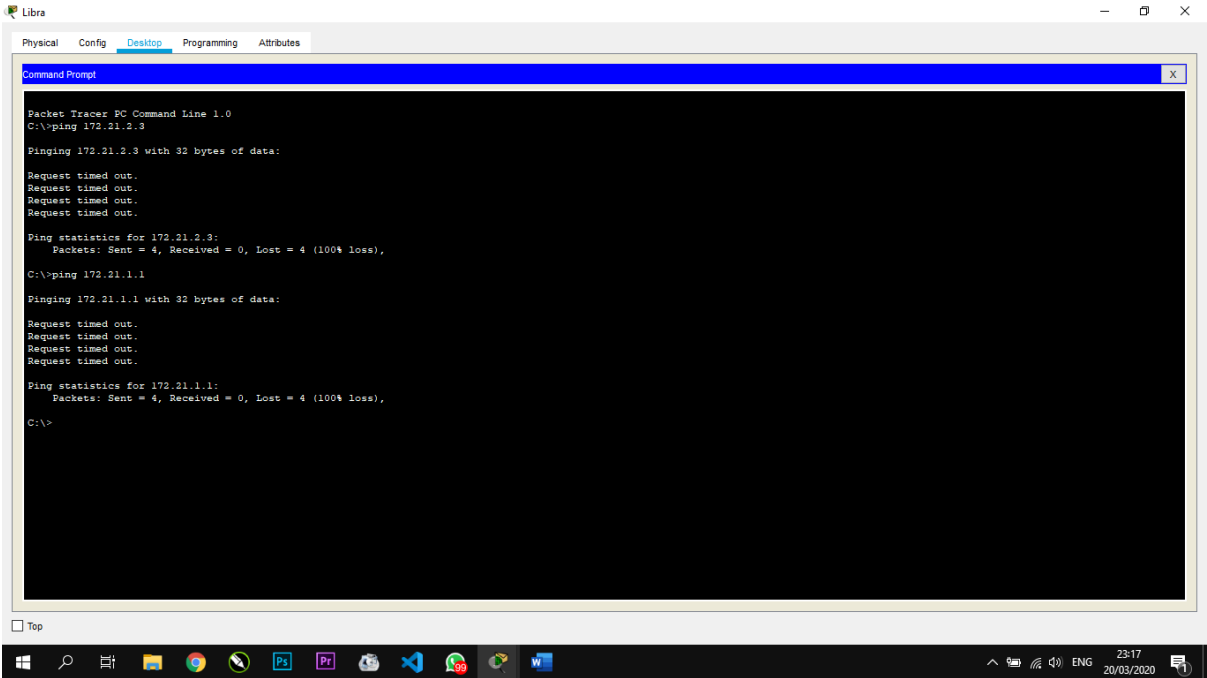 Libra
Physical Config Desktop Programming Attributes
Command Prompt
X
Packet Tracer PC Command Line 1.0
C:\>ping 172.21.2.3
Pinging 172.21.2.3 with 32 bytes of data:
Request timed out.
Request timed out.
Request timed out.
Request timed out.
Ping statistics for 172.21.2.3:
Packets: Sent = 4, Received = 0, Lost = 4 (100% loss),
C:\>ping 172.21.1.1
Pinging 172.21.1.1 with 32 bytes of data:
Request timed out.
Request timed out.
Request timed out.
Request timed out.
Ping statistics for 172.21.1.1:
Packets: Sent = 4, Received = 0, Lost = 4 (100% loss),
C:\>
Top
Ps Pr 99 W ENG 23:17
20/03/2020 1